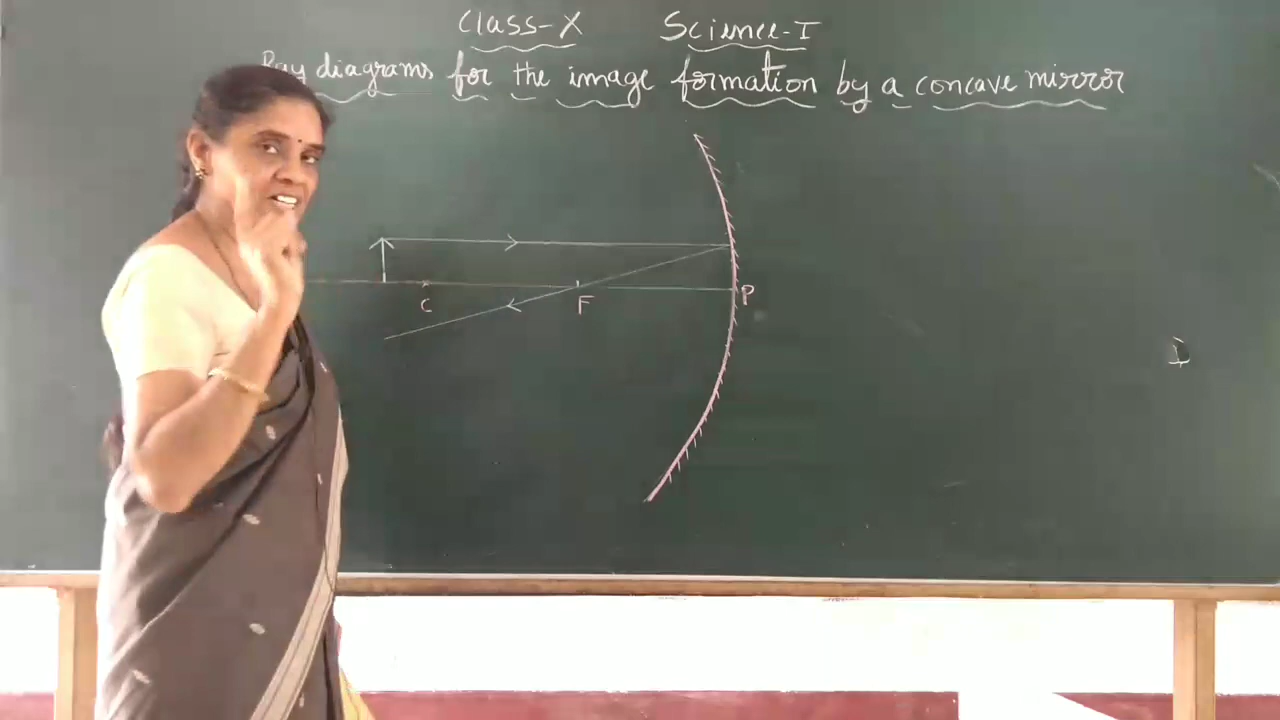 Class-X Science-I
Ray diagrams for the image formation by a concave mirror
C
F
P